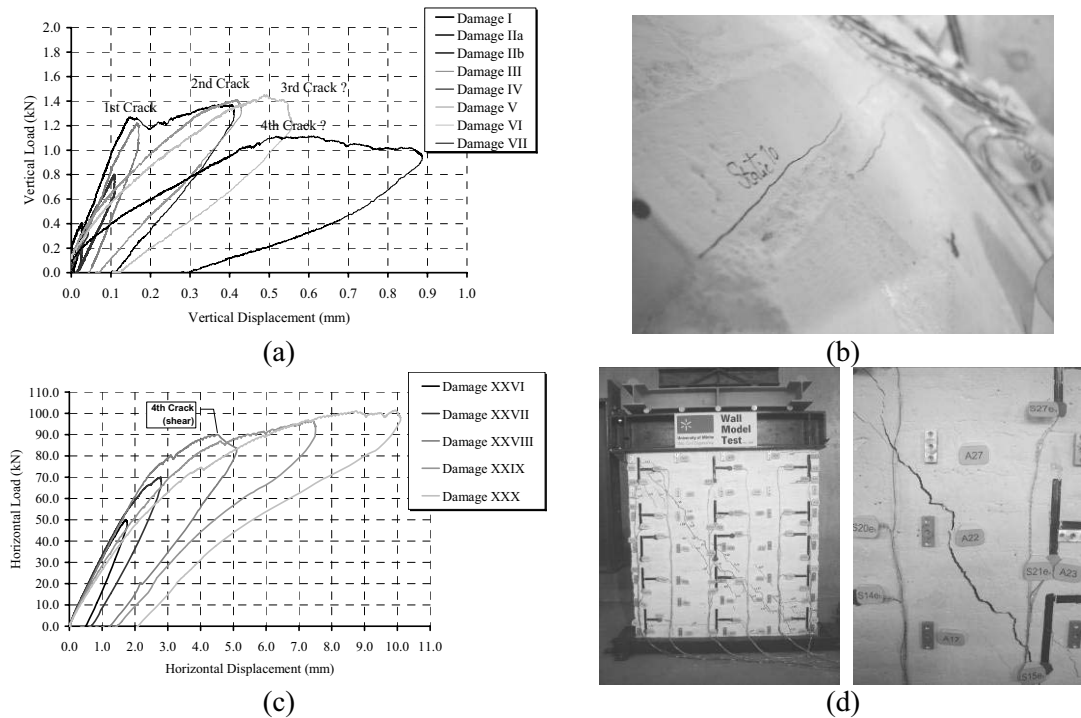 2.0
1.8
1.6
1.4
1.2
1.0
0.8
0.6
0.4
0.2
0.0
Vertical Load (kN)
1st Crack
2nd Crack
3rd Crack ?
4th Crack ?
Damage I
Damage IIa
Damage IIb
Damage III
Damage IV
Damage V
Damage VI
Damage VII
0.0 0.1 0.2 0.3 0.4 0.5 0.6 0.7 0.8 0.9 1.0
Vertical Displacement (mm)
(a)
(b)
110.0
100.0
90.0
80.0
70.0
60.0
50.0
40.0
30.0
20.0
10.0
0.0
Horizontal Load (kN)
4th Crack
(shear)
Damage XXVI
Damage XXVII
Damage XXVIII
Damage XXIX
Damage XXX
0.0 1.0 2.0 3.0 4.0 5.0 6.0 7.0 8.0 9.0 10.0 11.0
Horizontal Displacement (mm)
(c)
University of Minho
Wall
Model
Test
S27e
A27
S20e
A22
S21e
A23
S14e
A17
S15e
(d)